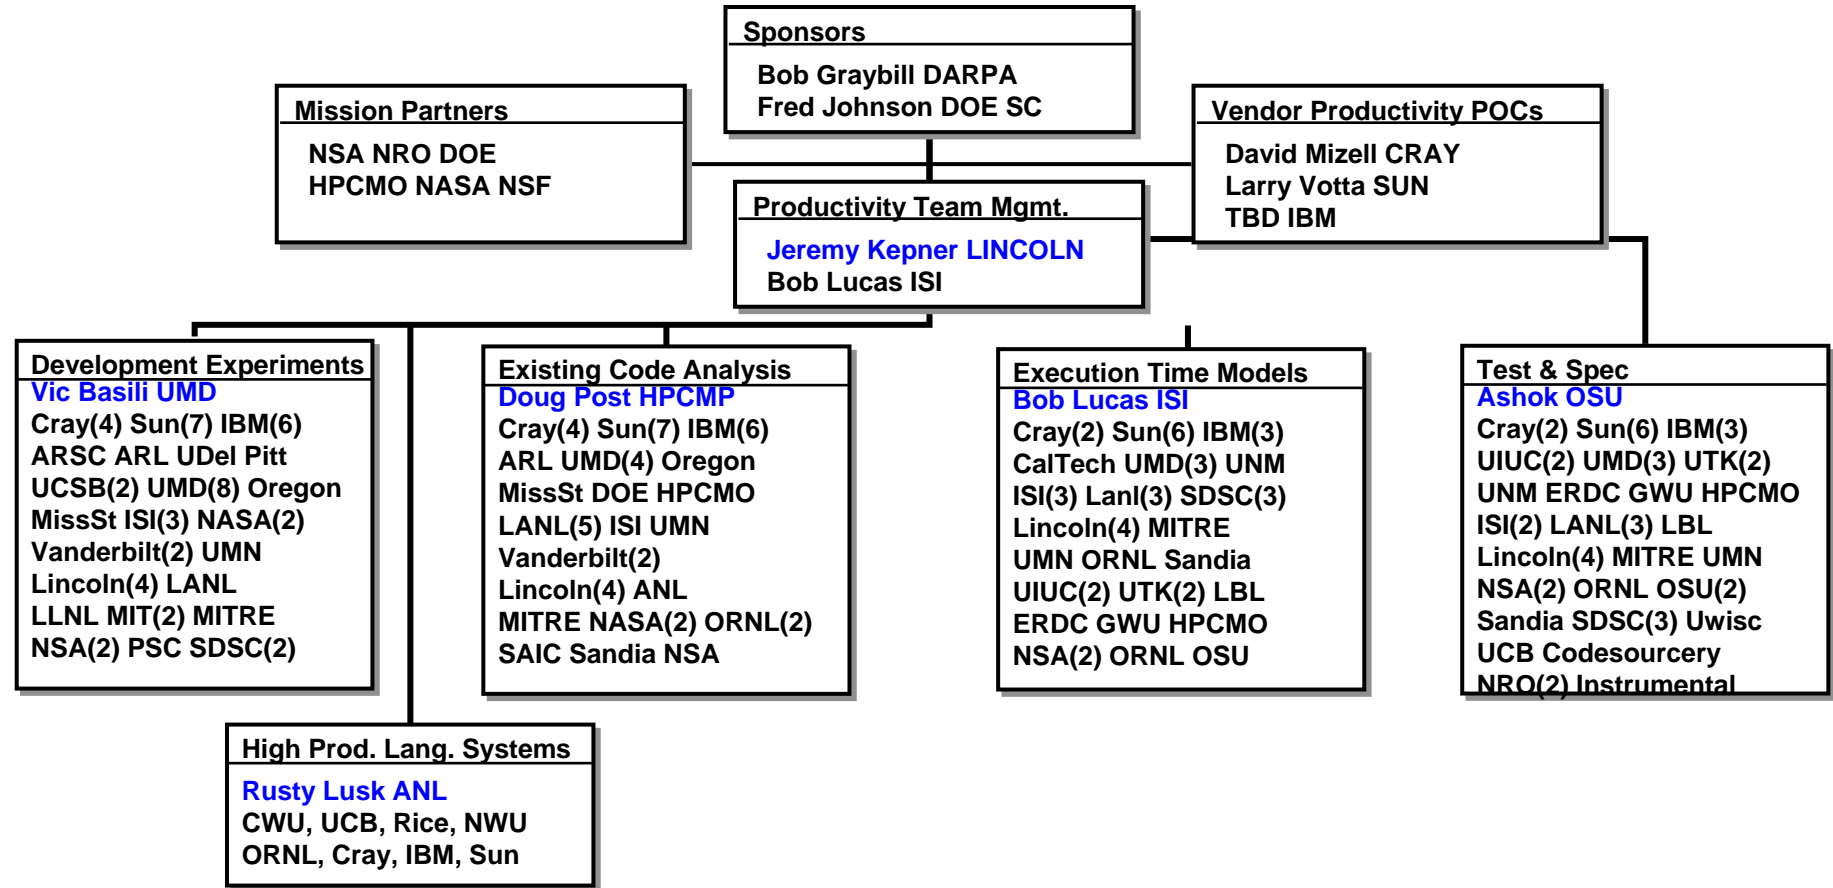 Sponsors
Bob Graybill DARPA
Fred Johnson DOE SC
Mission Partners
NSA NRO DOE
HPCMO NASA NSF
Vendor Productivity POCs
David Mizell CRAY
Larry Votta SUN
TBD IBM
Productivity Team Mgmt.
Jeremy Kepner LINCOLN
Bob Lucas ISI
Development Experiments
Vic Basili UMD
Cray(4) Sun(7) IBM(6)
ARSC ARL UDel Pitt
UCSB(2) UMD(8) Oregon
MissSt ISI(3) NASA(2)
Vanderbilt(2) UMN
Lincoln(4) LANL
LLNL MIT(2) MITRE
NSA(2) PSC SDSC(2)
Existing Code Analysis
Doug Post HPCMP
Cray(4) Sun(7) IBM(6)
ARL UMD(4) Oregon
MissSt DOE HPCMO
LANL(5) ISI UMN
Vanderbilt(2)
Lincoln(4) ANL
MITRE NASA(2) ORNL(2)
SAIC Sandia NSA
Execution Time Models
Bob Lucas ISI
Cray(2) Sun(6) IBM(3)
CalTech UMD(3) UNM
ISI(3) Lanl(3) SDSC(3)
Lincoln(4) MITRE
UMN ORNL Sandia
UIUC(2) UTK(2) LBL
ERDC GWU HPCMO
NSA(2) ORNL OSU
Test & Spec
Ashok OSU
Cray(2) Sun(6) IBM(3)
UIUC(2) UMD(3) UTK(2)
UNM ERDC GWU HPCMO
ISI(2) LANL(3) LBL
Lincoln(4) MITRE UMN
NSA(2) ORNL OSU(2)
Sandia SDSC(3) Uwisc
UCB Codesourcery
NRO(2) Instrumental
High Prod. Lang. Systems
Rusty Lusk ANL
CWU, UCB, Rice, NWU
ORNL, Cray, IBM, Sun